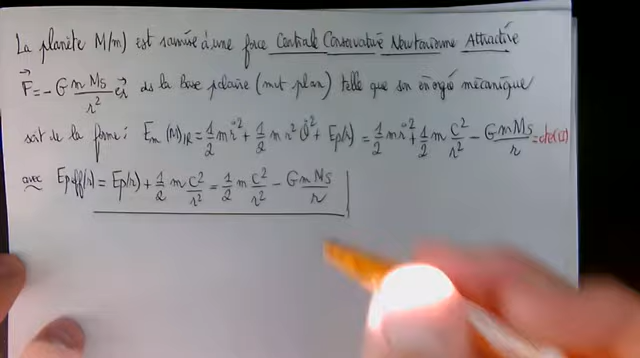 La planète M(m) est soumise à une force Centrale Conservative Newtonienne Attractive
F⃗ = - G m Ms/r² e⃗r ds la base polaire (mvt plan) telle que son énergie mécanique
soit de la forme : Em (M)/R = 1/2 m ṙ² + 1/2 m r² θ̇² + Ep(r) = 1/2 m ṙ² + 1/2 m C²/r² - G m Ms/r = cte
avec Ep eff(r) = Ep(r) + 1/2 m C²/r² = 1/2 m C²/r² - G m Ms/r